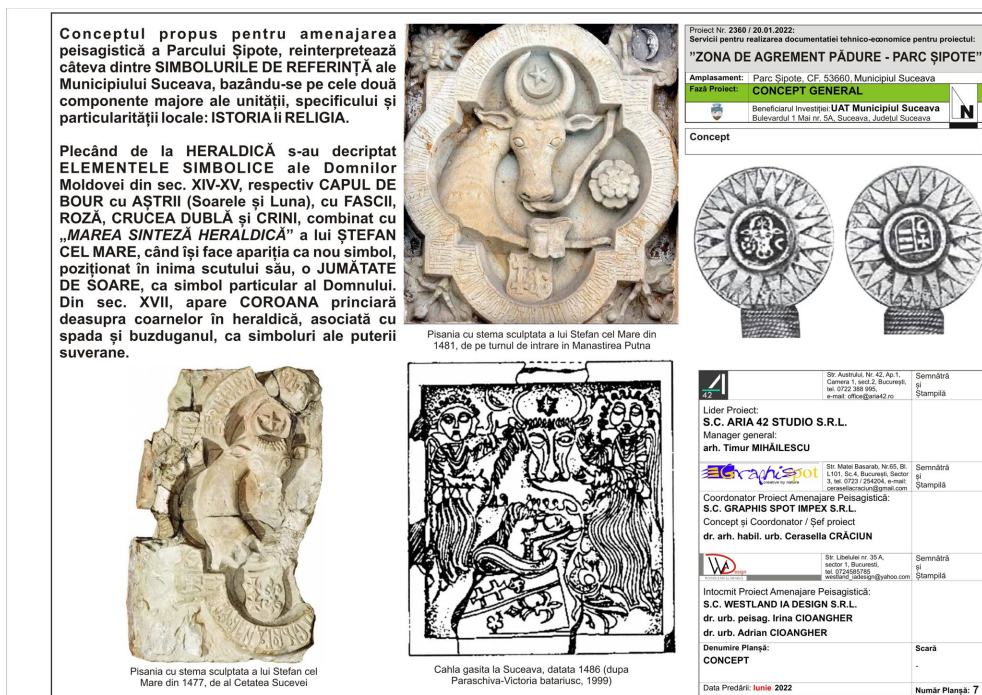 Conceptul propus pentru amenajarea
peisagistică a Parcului Șipote, reinterpretează
câteva dintre SIMBOLURILE DE REFERINȚĂ ale
Municipiului Suceava, bazându-se pe cele două
componente majore ale unității, specificului și
particularității locale: ISTORIA și RELIGIA.
Plecând de la HERALDICĂ s-au decriptat
ELEMENTELE SIMBOLICE ale Domnilor
Moldovei din sec. XIV-XV, respectiv CAPUL DE
BOUR cu AȘTRII (Soarele și Luna), cu FASCII,
ROZĂ, CRUCEA DUBLĂ și CRINI, combinat cu
„MAREA SINTEZĂ HERALDICĂ” a lui ȘTEFAN
CEL MARE, când își face apariția ca nou simbol,
poziționat în inima scutului său, o JUMĂTATE
DE SOARE, ca simbol particular al Domnului.
Din sec. XVII, apare COROANA princiară
deasupra coarnelor în heraldică, asociată cu
spada și buzduganul, ca simboluri ale puterii
suverane.
Pisania cu stema sculptata a lui Stefan cel Mare din
1481, de pe turnul de intrare in Manastirea Putna
Pisania cu stema sculptata a lui Stefan cel
Mare din 1477, de al Cetatea Sucevei
Cahla gasita la Suceava, datata 1486 (dupa
Paraschiva-Victoria batariusc, 1999)
Proiect Nr. 2360 / 20.01.2022:
Servicii pentru realizarea documentatiei tehnico-economice pentru proiectul:
"ZONA DE AGREMENT PĂDURE - PARC ȘIPOTE"
Amplasament: Parc Șipote, CF. 53660, Municipiul Suceava
Fază Proiect: CONCEPT GENERAL
Beneficiarul Investiției: UAT Municipiul Suceava
Bulevardul 1 Mai nr. 5A, Suceava, Județul Suceava
N
Concept
42
Str. Austrului, Nr. 42, Ap.1,
Camera 1, sect.2, București,
tel. 0722 388 995,
e-mail: office@aria42.ro
Semnătră
și
Ștampilă
Lider Proiect:
S.C. ARIA 42 STUDIO S.R.L.
Manager general:
arh. Timur MIHĂILESCU
GraphiSpot
creative by nature
Str. Matei Basarab, Nr.65, Bl.
L101, Sc.4, București, Sector
3, tel. 0723 / 254204, e-mail:
cerasellacraciun@gmail.com
Semnătră
și
Ștampilă
Coordonator Proiect Amenajare Peisagistică:
S.C. GRAPHIS SPOT IMPEX S.R.L.
Concept și Coordonator / Șef proiect
dr. arh. habil. urb. Cerasella CRĂCIUN
Str. Libelulei nr. 35 A,
sector 1, Bucuresti,
tel. 0724585785
westland_iadesign@yahoo.com
Semnătră
și
Ștampilă
Intocmit Proiect Amenajare Peisagistică:
S.C. WESTLAND IA DESIGN S.R.L.
dr. urb. peisag. Irina CIOANGHER
dr. urb. Adrian CIOANGHER
Denumire Planșă:
CONCEPT
Scară
-
Data Predării: Iunie 2022
Număr Planșă: 7